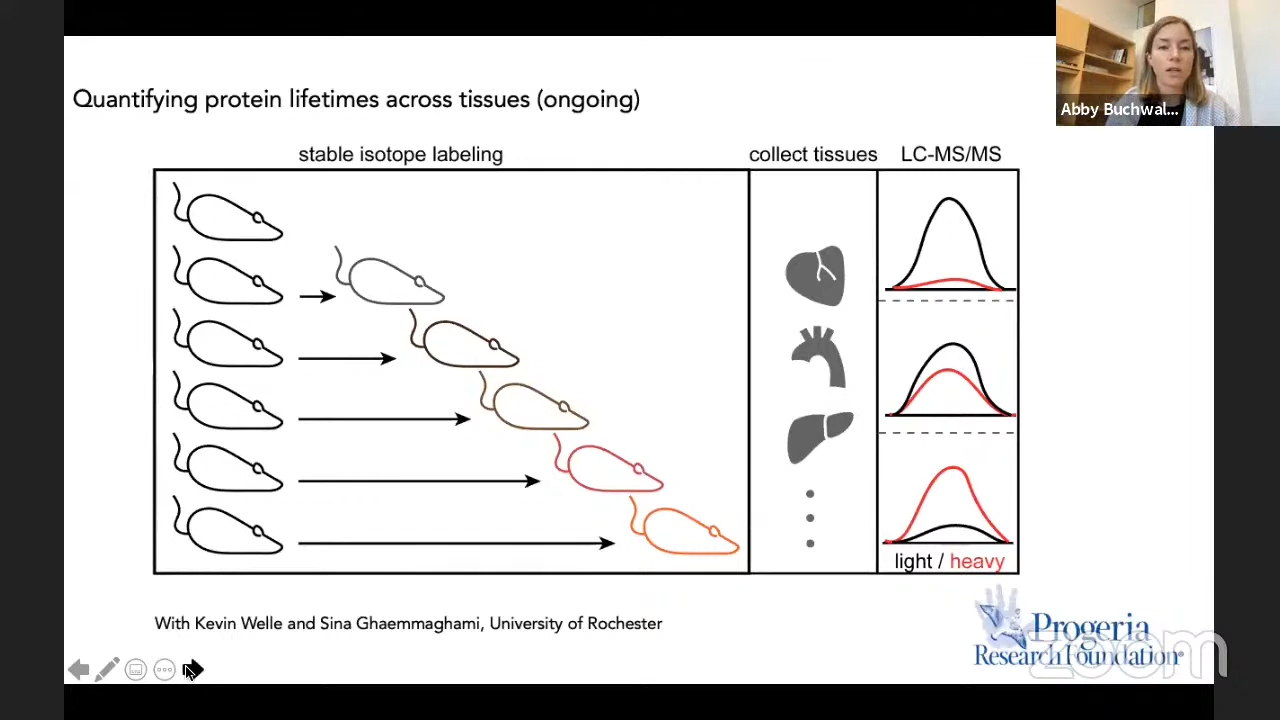 Quantifying protein lifetimes across tissues (ongoing)
Abby Buchwal...
stable isotope labeling
collect tissues
LC-MS/MS
light / heavy
With Kevin Welle and Sina Ghaemmaghami, University of Rochester
Progeria
Research Foundation®
zoom